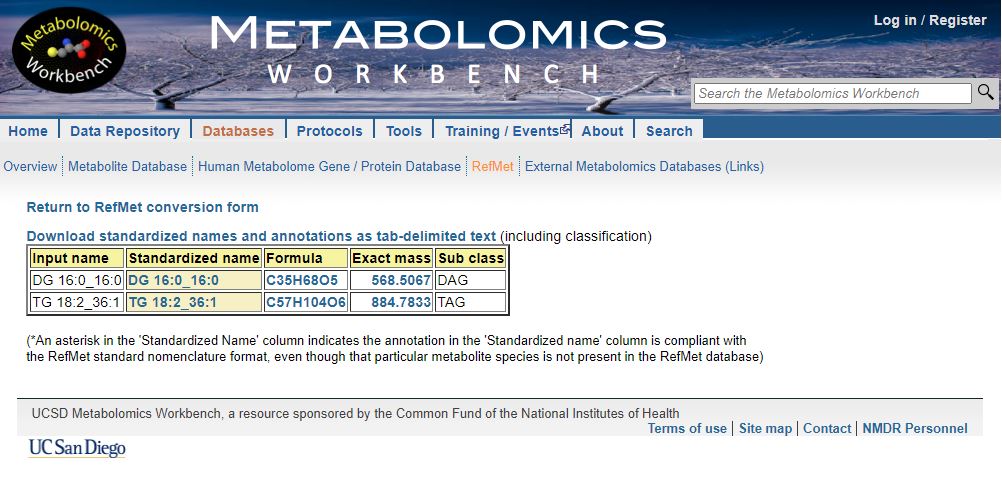 Metabolomics
Workbench
METABOLOMICS
WORKBENCH
Log in / Register
Search the Metabolomics Workbench
Home Data Repository Databases Protocols Tools Training / Events About Search
Overview Metabolite Database Human Metabolome Gene / Protein Database RefMet External Metabolomics Databases (Links)
Return to RefMet conversion form
Download standardized names and annotations as tab-delimited text (including classification)
Input name Standardized name Formula Exact mass Sub class
DG 16:0_16:0 DG 16:0_16:0 C35H68O5 568.5067 DAG
TG 18:2_36:1 TG 18:2_36:1 C57H104O6 884.7833 TAG
(*An asterisk in the 'Standardized Name' column indicates the annotation in the 'Standardized name' column is compliant with
the RefMet standard nomenclature format, even though that particular metabolite species is not present in the RefMet database)
UCSD Metabolomics Workbench, a resource sponsored by the Common Fund of the National Institutes of Health
Terms of use | Site map | Contact | NMDR Personnel
UC San Diego